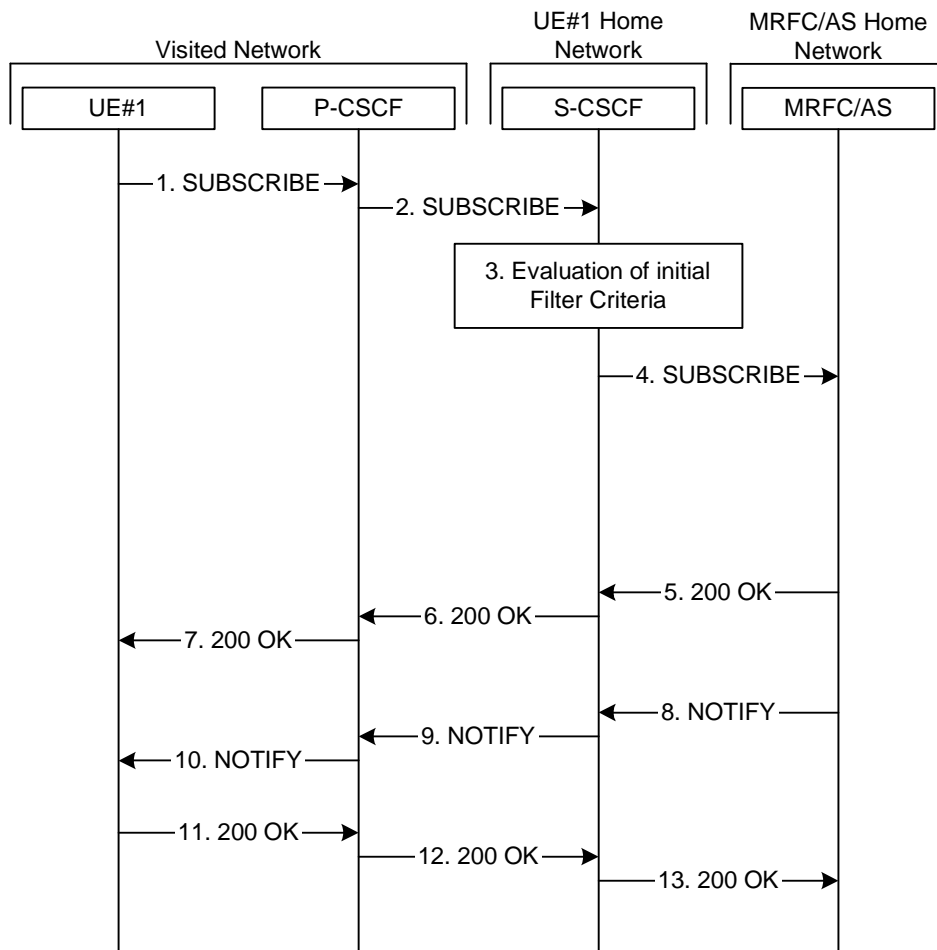 Visited Network
UE#1 Home
Network
MRFC/AS Home
Network
UE#1
P-CSCF
S-CSCF
MRFC/AS
1. SUBSCRIBE
2. SUBSCRIBE
3. Evaluation of initial
Filter Criteria
4. SUBSCRIBE
5. 200 OK
6. 200 OK
7. 200 OK
8. NOTIFY
9. NOTIFY
10. NOTIFY
11. 200 OK
12. 200 OK
13. 200 OK